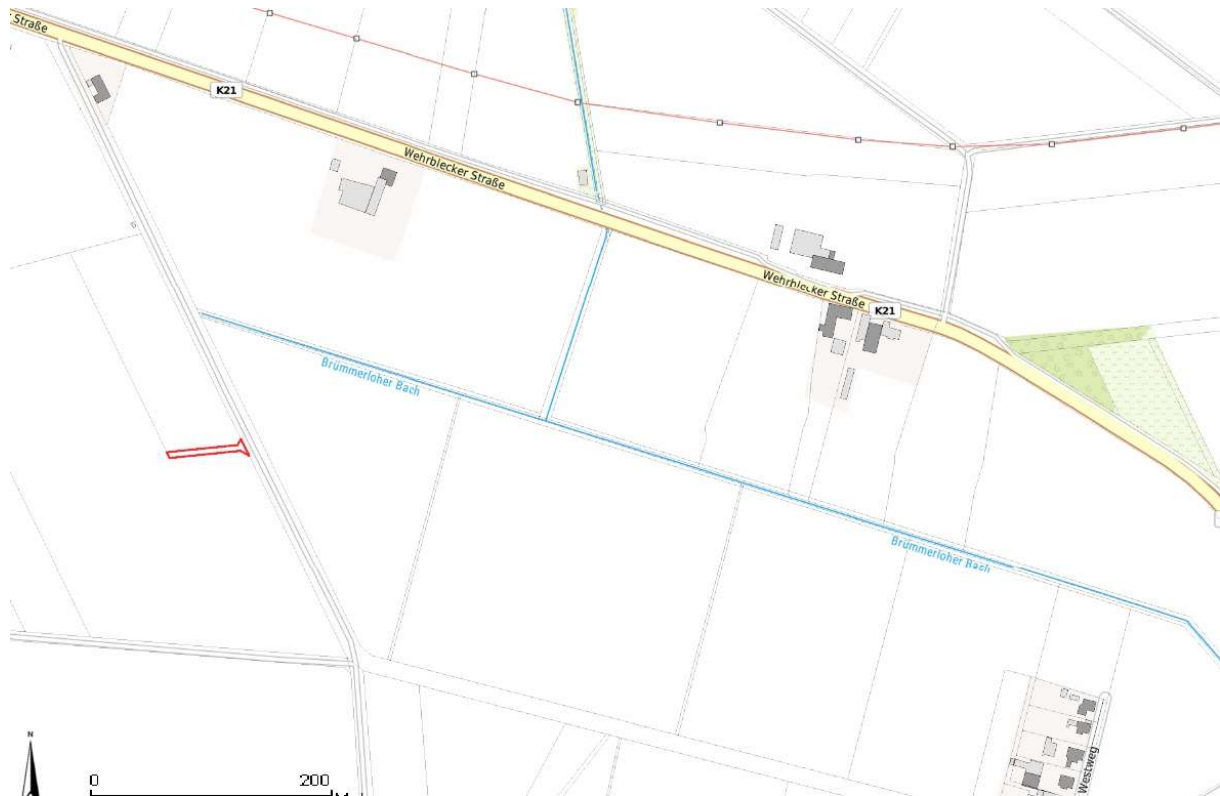 r Straße
K21
Wehrblecker Straße
Wehrblecker Straße
K21
Brümmerloher Bach
Brümmerloher Bach
Westweg
N
0 200